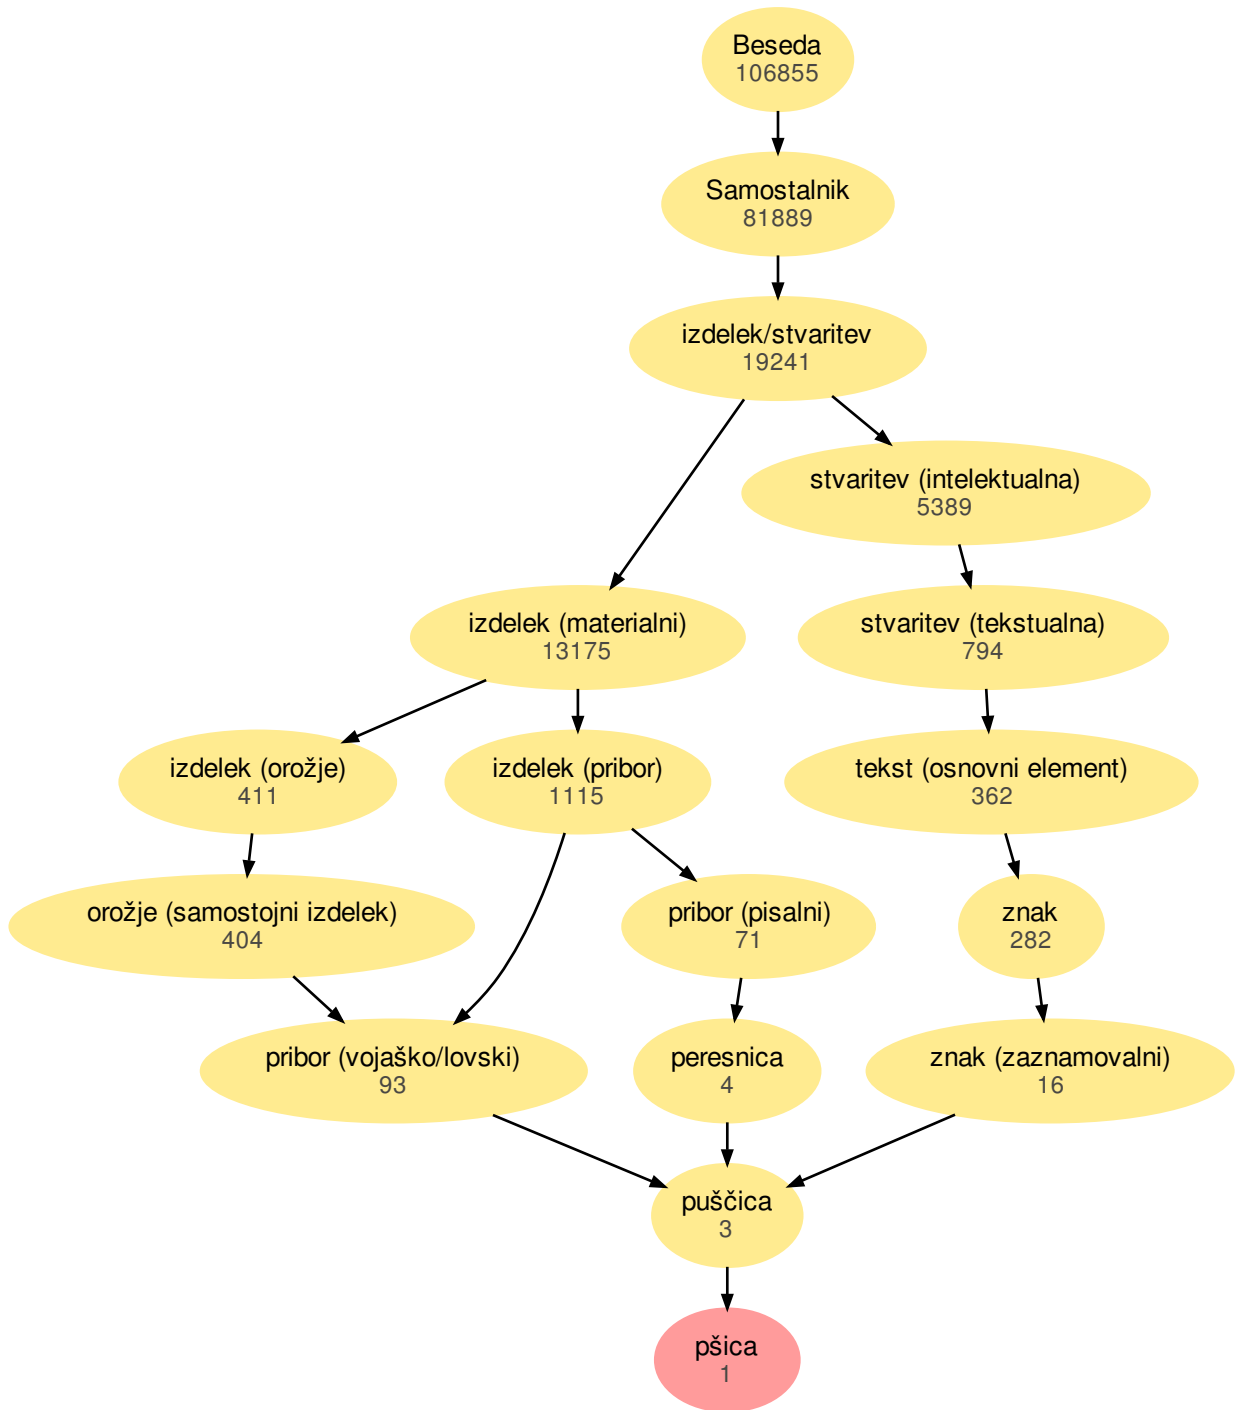 Beseda
106855
Samostalnik
81889
izdelek/stvaritev
19241
stvaritev (intelektualna)
5389
izdelek (materialni)
13175
stvaritev (tekstualna)
794
izdelek (orožje)
411
izdelek (pribor)
1115
tekst (osnovni element)
362
orožje (samostojni izdelek)
404
pribor (pisalni)
71
znak
282
pribor (vojaško/lovski)
93
peresnica
4
znak (zaznamovalni)
16
puščica
3
pšica
1